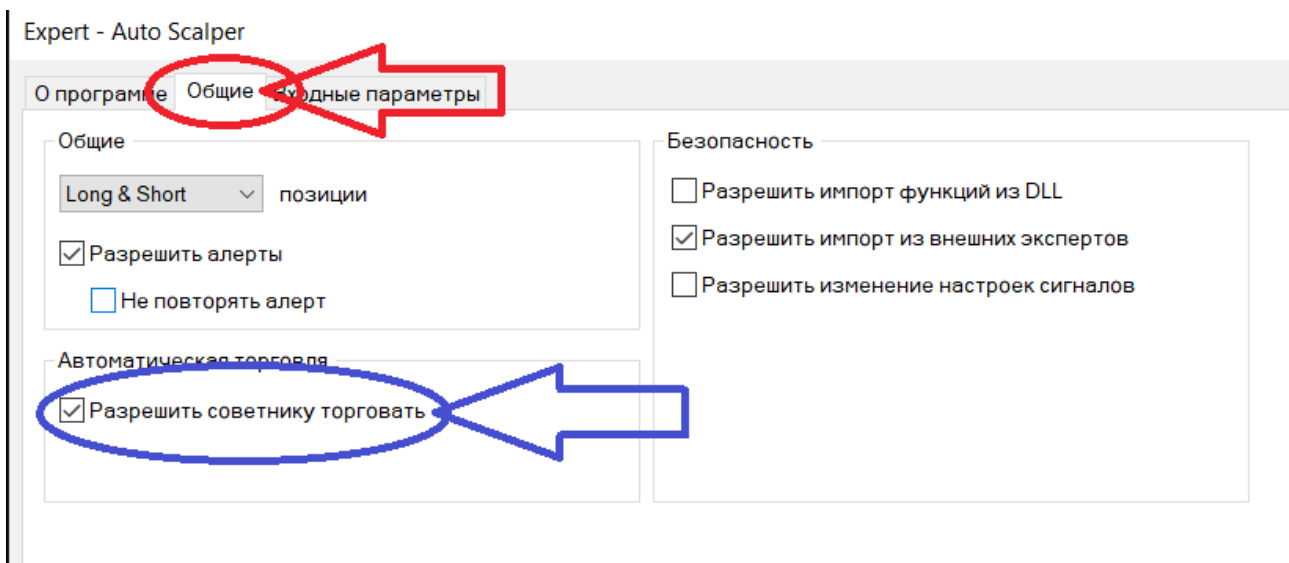 Expert - Auto Scalper
О программе Общие Входные параметры
Общие
Long & Short позиции
Разрешить алерты
Не повторять алерт
Автоматическая торговля
Разрешить советнику торговать
Безопасность
Разрешить импорт функций из DLL
Разрешить импорт из внешних экспертов
Разрешить изменение настроек сигналов